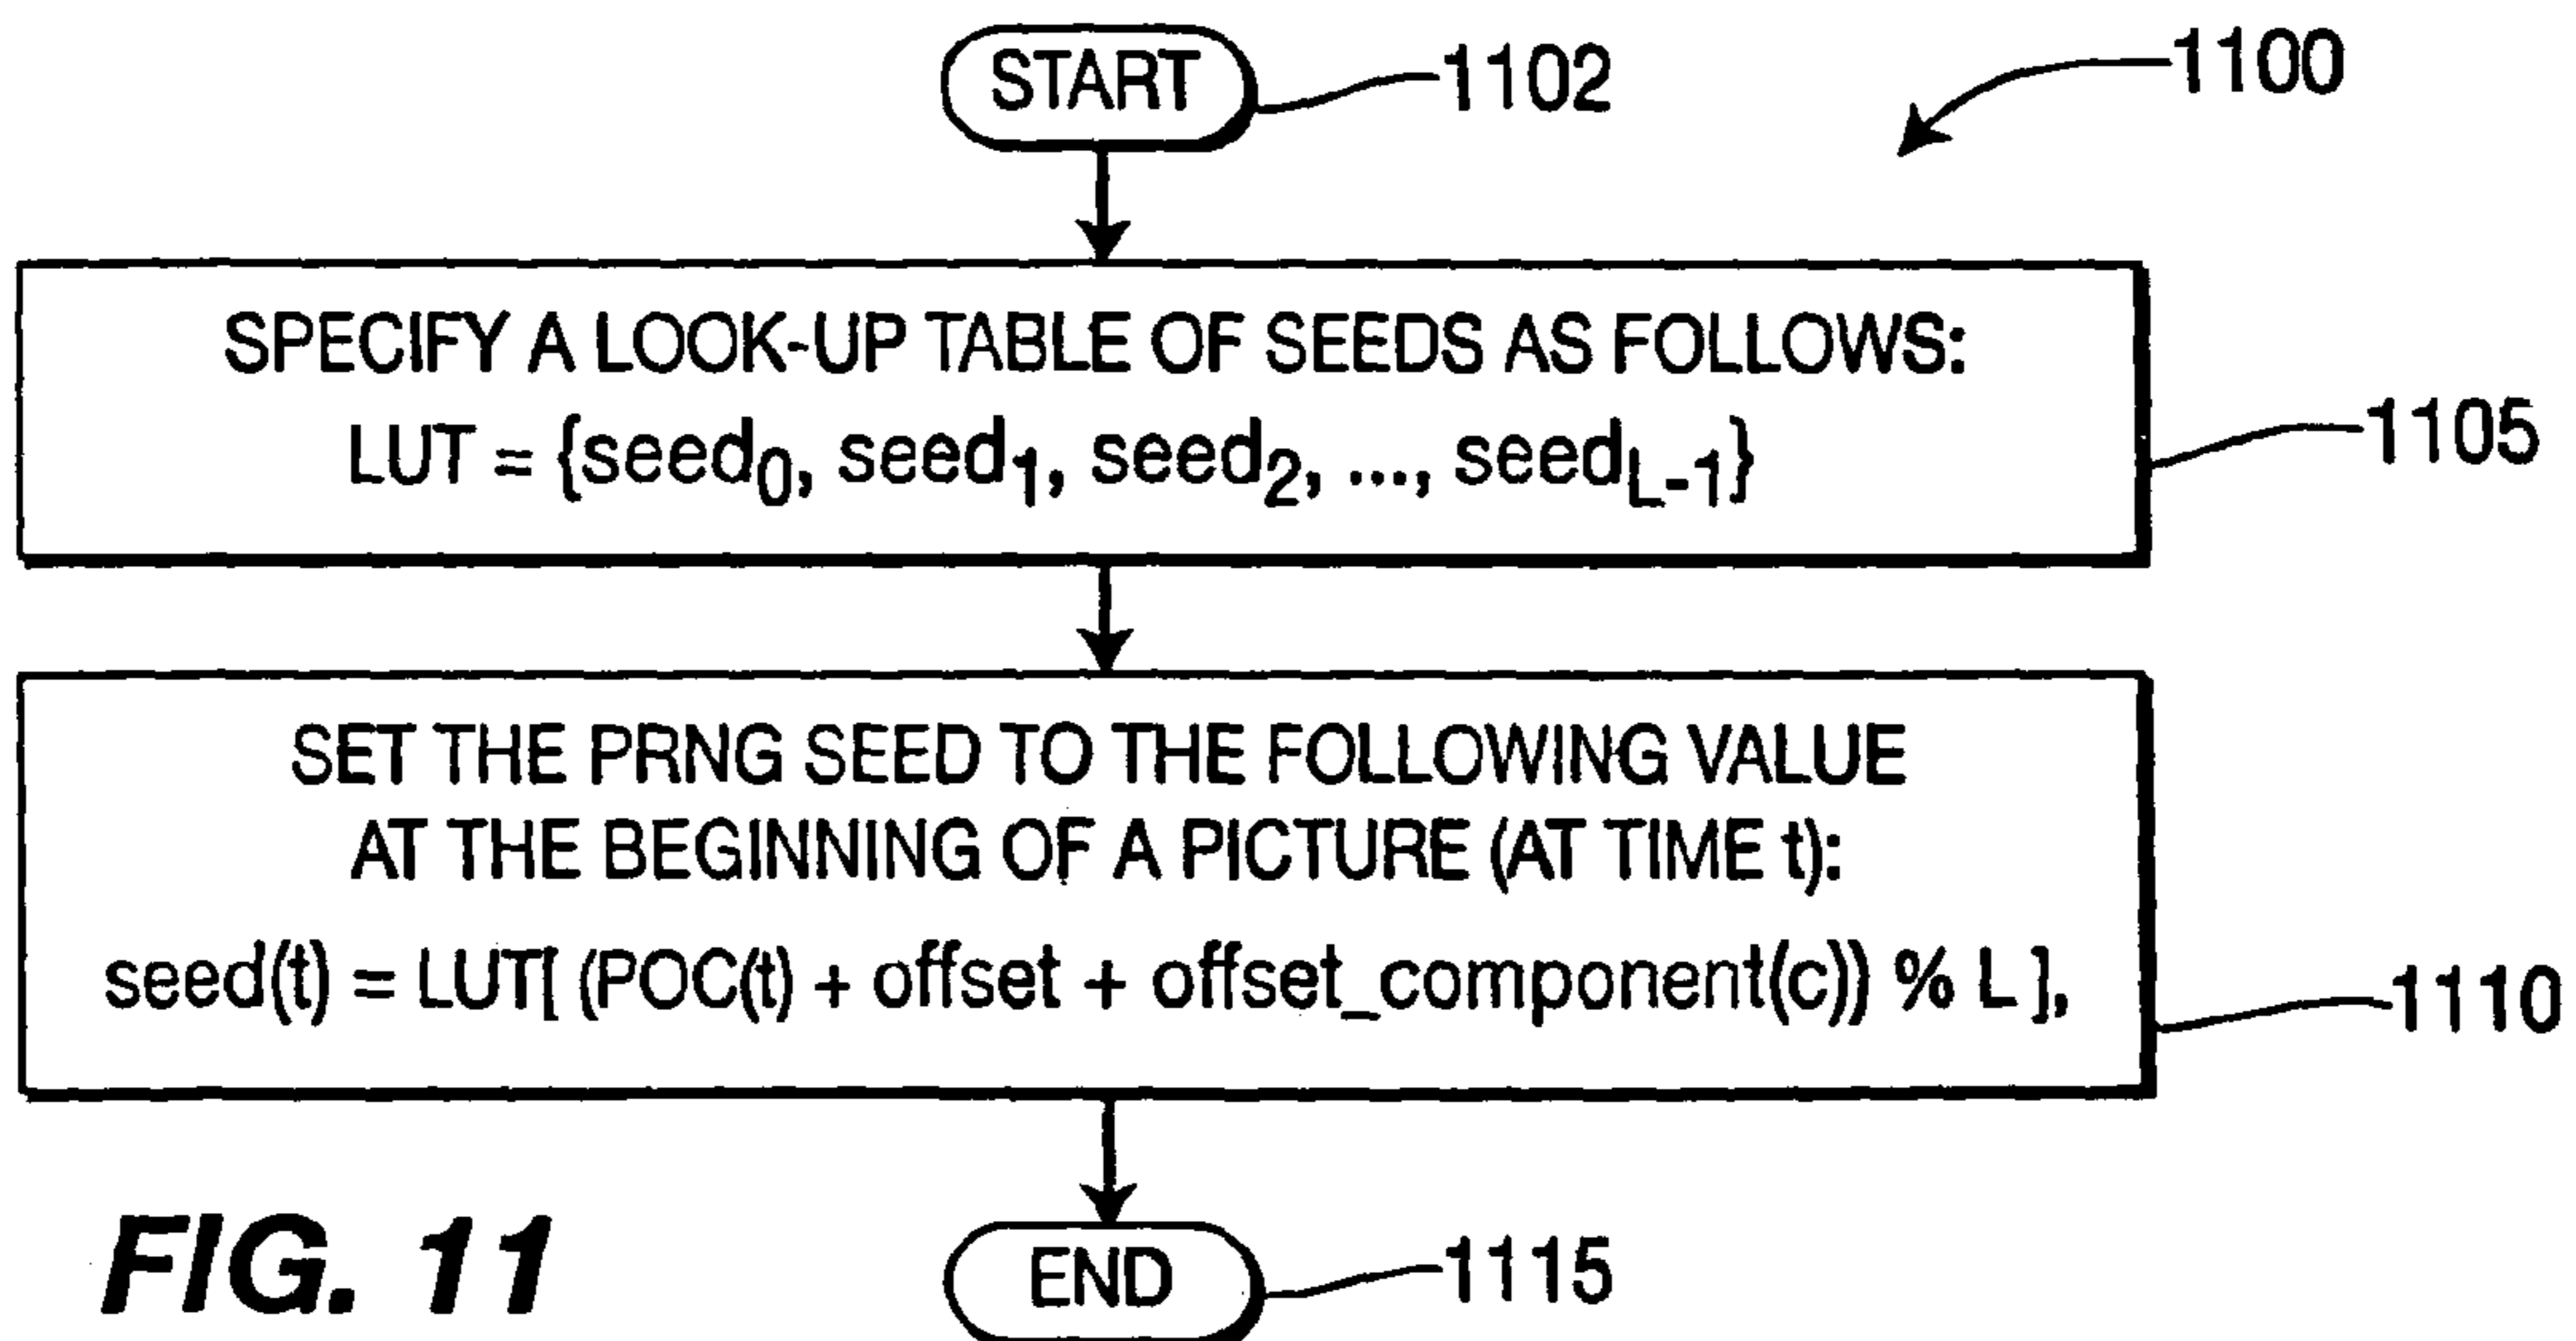 START
1102
1100
SPECIFY A LOOK-UP TABLE OF SEEDS AS FOLLOWS:
LUT = {seed₀, seed₁, seed₂, ..., seed_L-1}
1105
SET THE PRNG SEED TO THE FOLLOWING VALUE
AT THE BEGINNING OF A PICTURE (AT TIME t):
seed(t) = LUT[ (POC(t) + offset + offset_component(c)) % L ],
1110
END
1115
FIG. 11